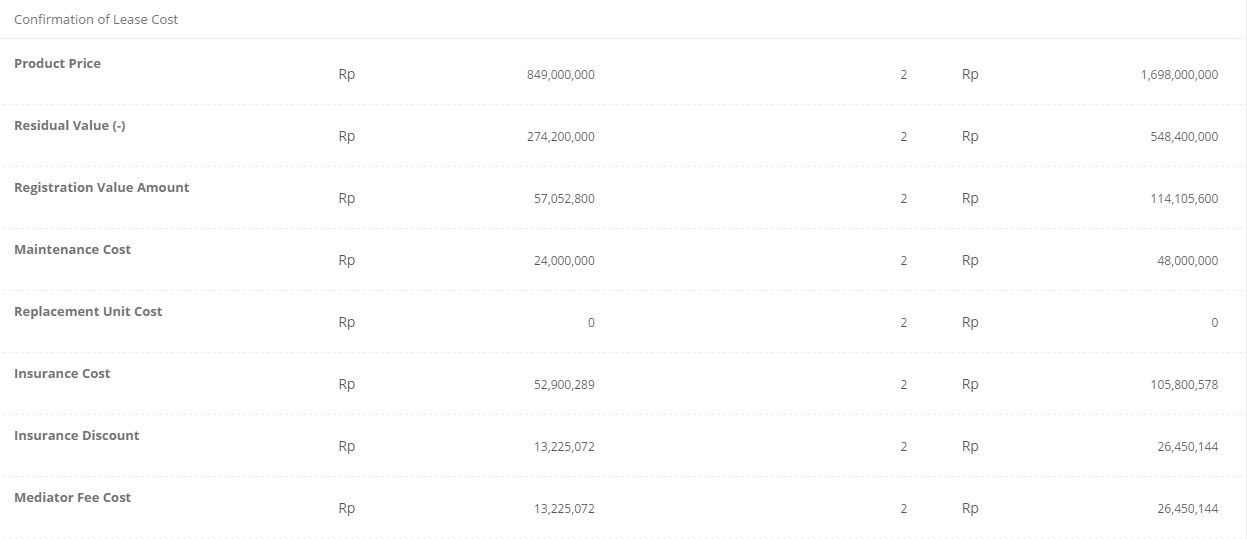 Confirmation of Lease Cost
Product Price Rp 849,000,000 2 Rp 1,698,000,000
Residual Value (-) Rp 274,200,000 2 Rp 548,400,000
Registration Value Amount Rp 57,052,800 2 Rp 114,105,600
Maintenance Cost Rp 24,000,000 2 Rp 48,000,000
Replacement Unit Cost Rp 0 2 Rp 0
Insurance Cost Rp 52,900,289 2 Rp 105,800,578
Insurance Discount Rp 13,225,072 2 Rp 26,450,144
Mediator Fee Cost Rp 13,225,072 2 Rp 26,450,144